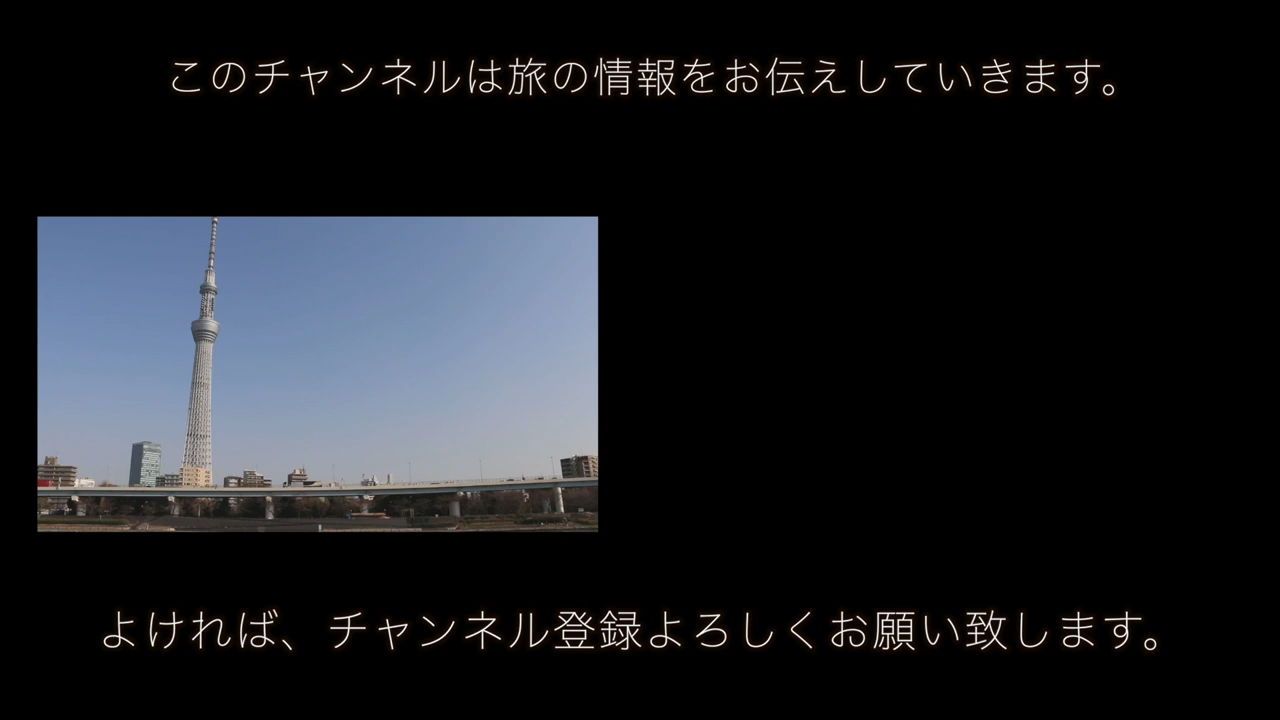 このチャンネルは旅の情報をお伝えしていきます。
よければ、チャンネル登録よろしくお願い致します。